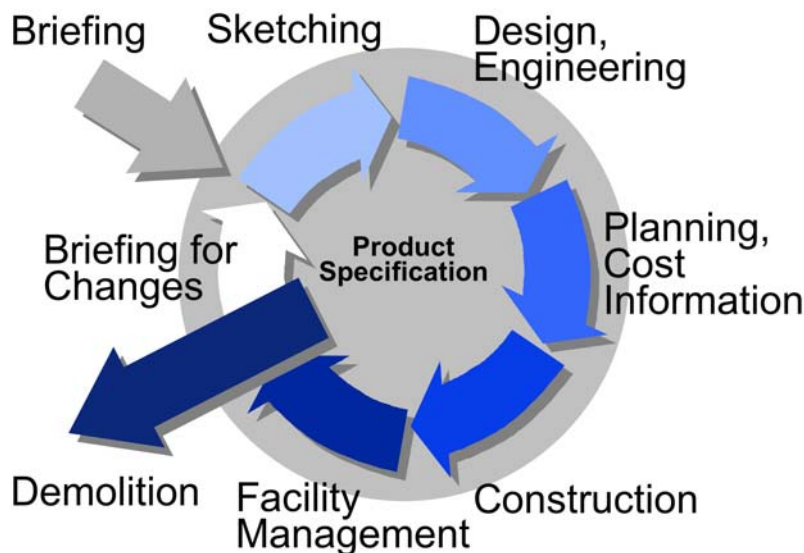 Briefing
Sketching
Design,
Engineering
Planning,
Cost
Information
Construction
Facility
Management
Demolition
Briefing for
Changes
Product
Specification